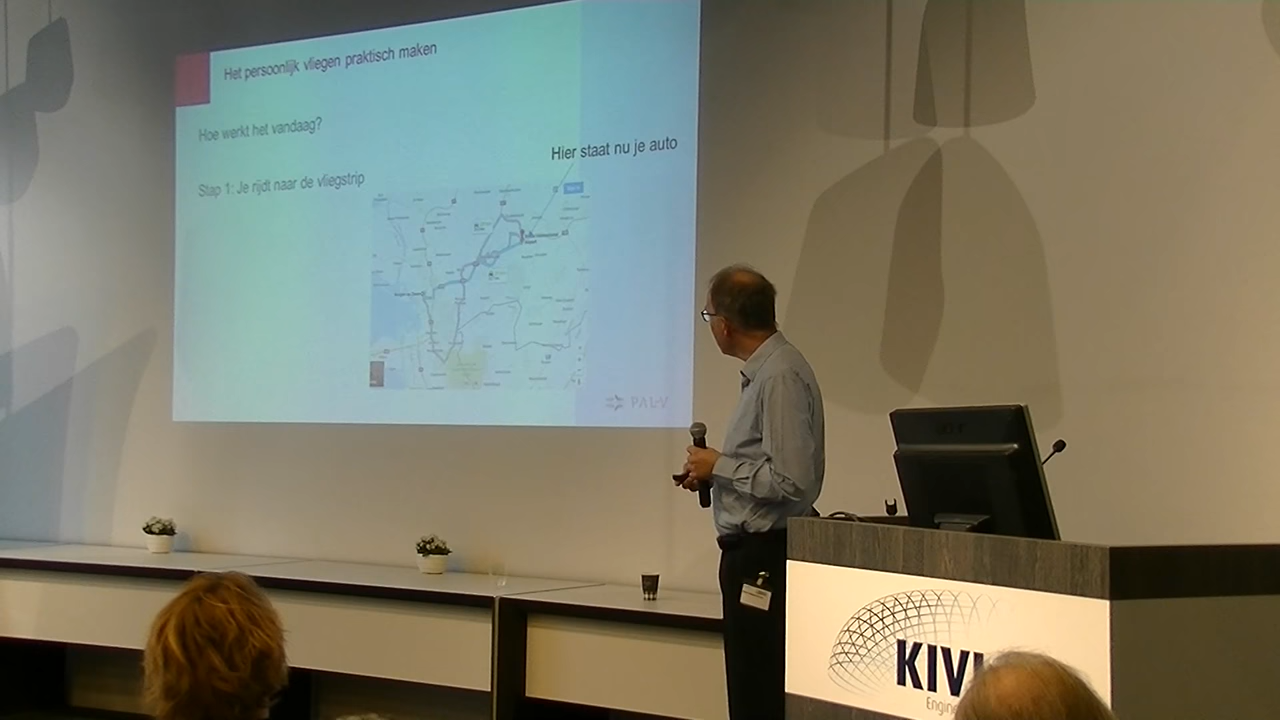 Het persoonlijk vliegen praktisch maken
Hoe werkt het vandaag?
Hier staat nu je auto
Stap 1: Je rijdt naar de vliegstrip
PAL-V
KIVI
Engine